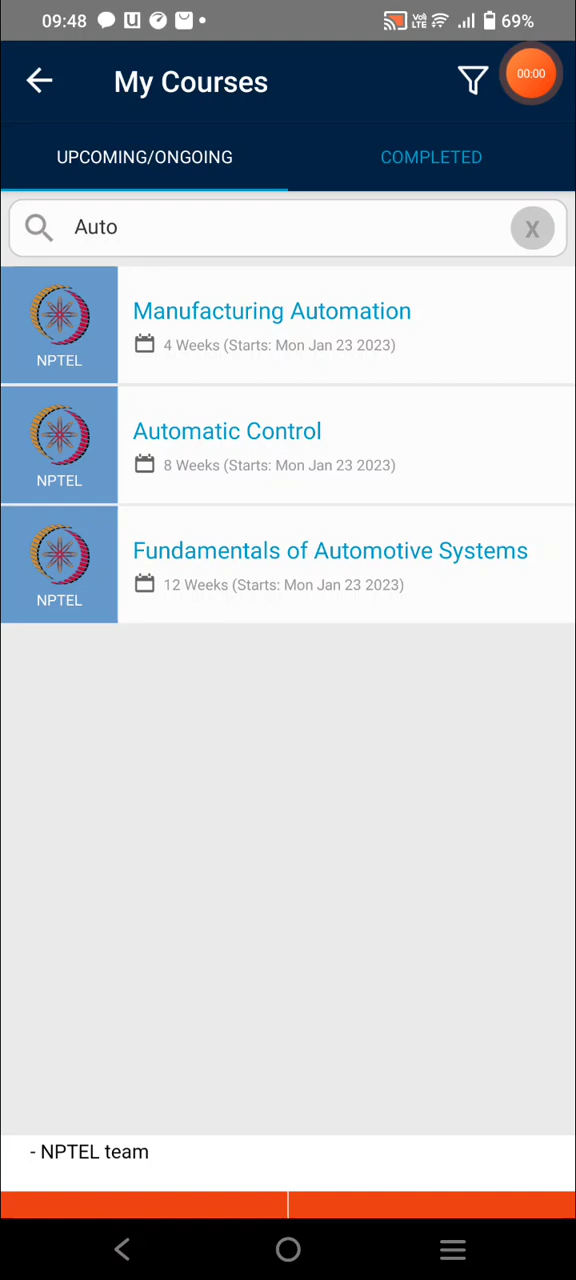 09:48 69%
My Courses
00:00
UPCOMING/ONGOING COMPLETED
Auto X
Manufacturing Automation
4 Weeks (Starts: Mon Jan 23 2023)
NPTEL
Automatic Control
8 Weeks (Starts: Mon Jan 23 2023)
NPTEL
Fundamentals of Automotive Systems
12 Weeks (Starts: Mon Jan 23 2023)
NPTEL
- NPTEL team